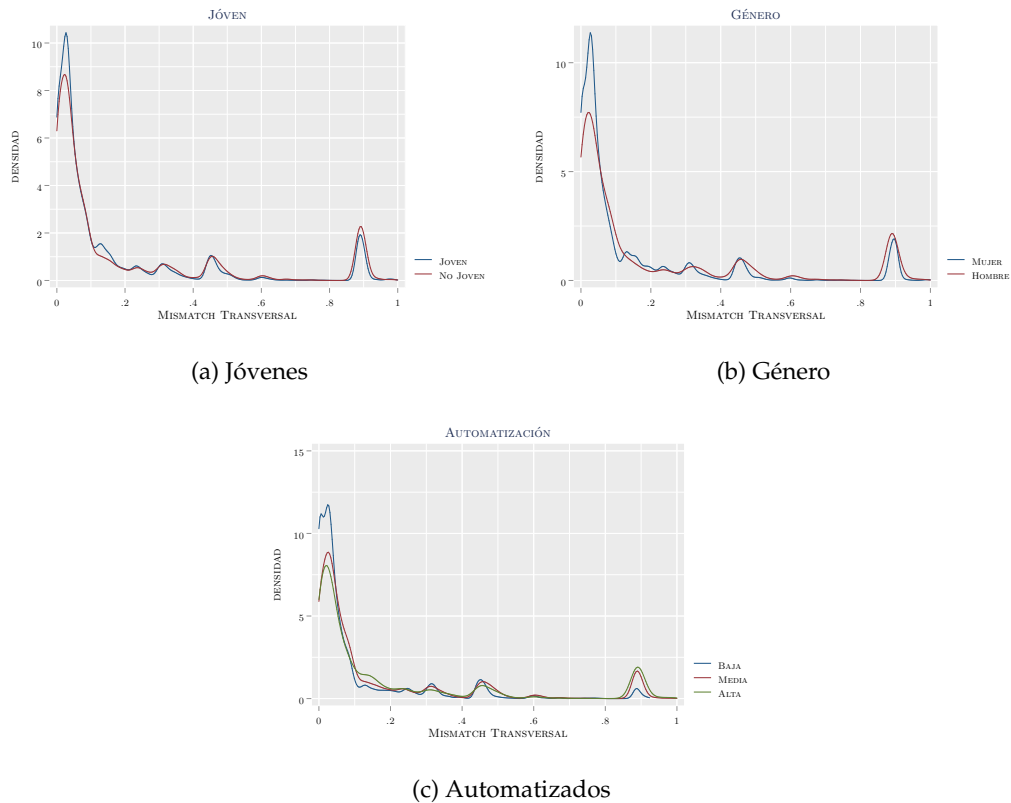 Jóven
10
8
6
4
2
0
densidad
0 .2 .4 .6 .8 1
Mismatch Transversal
Joven
No Joven
(a) Jóvenes
Género
10
5
0
densidad
0 .2 .4 .6 .8 1
Mismatch Transversal
Mujer
Hombre
(b) Género
Automatización
15
10
5
0
densidad
0 .2 .4 .6 .8 1
Mismatch Transversal
Baja
Media
Alta
(c) Automatizados